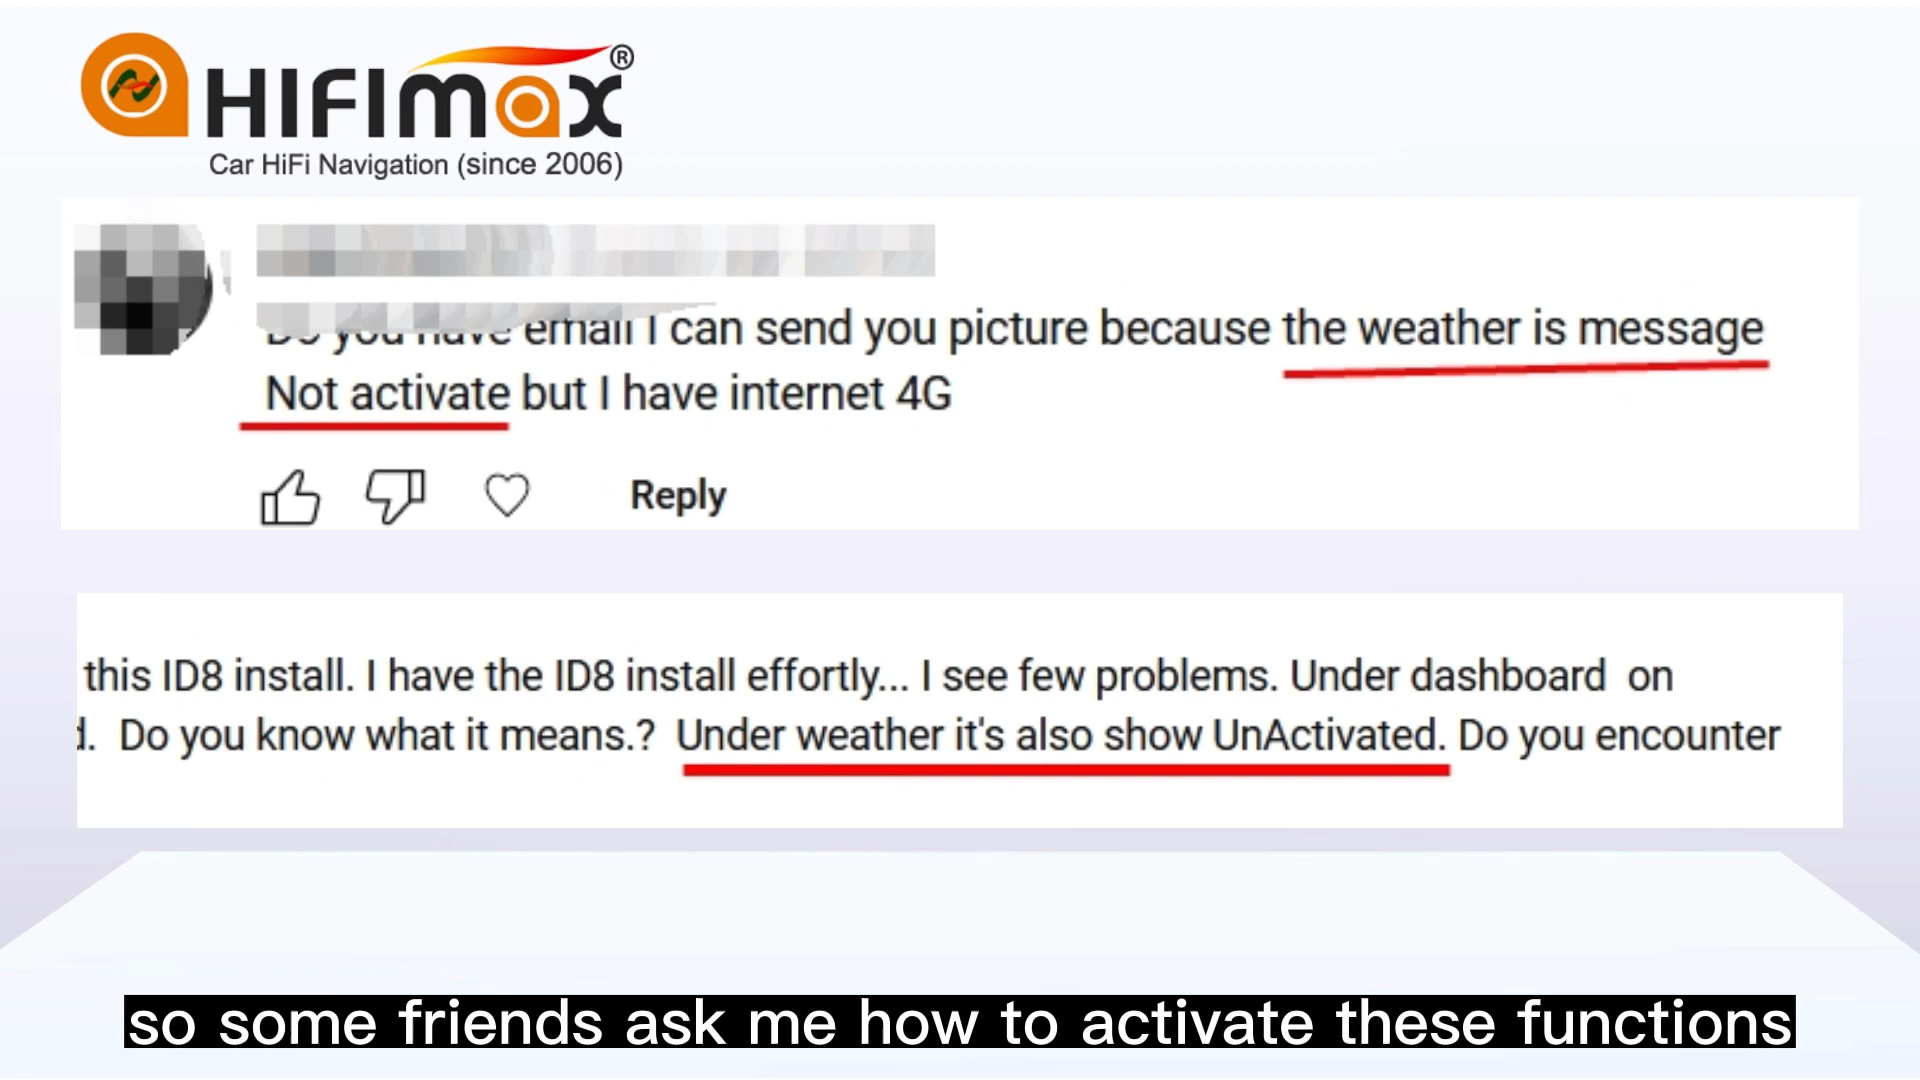 HIFIMAX®
Car HiFi Navigation (since 2006)
Do you have email I can send you picture because the weather is message
Not activate but I have internet 4G
Reply
this ID8 install. I have the ID8 install effortly... I see few problems. Under dashboard on
d. Do you know what it means.? Under weather it's also show UnActivated. Do you encounter
so some friends ask me how to activate these functions